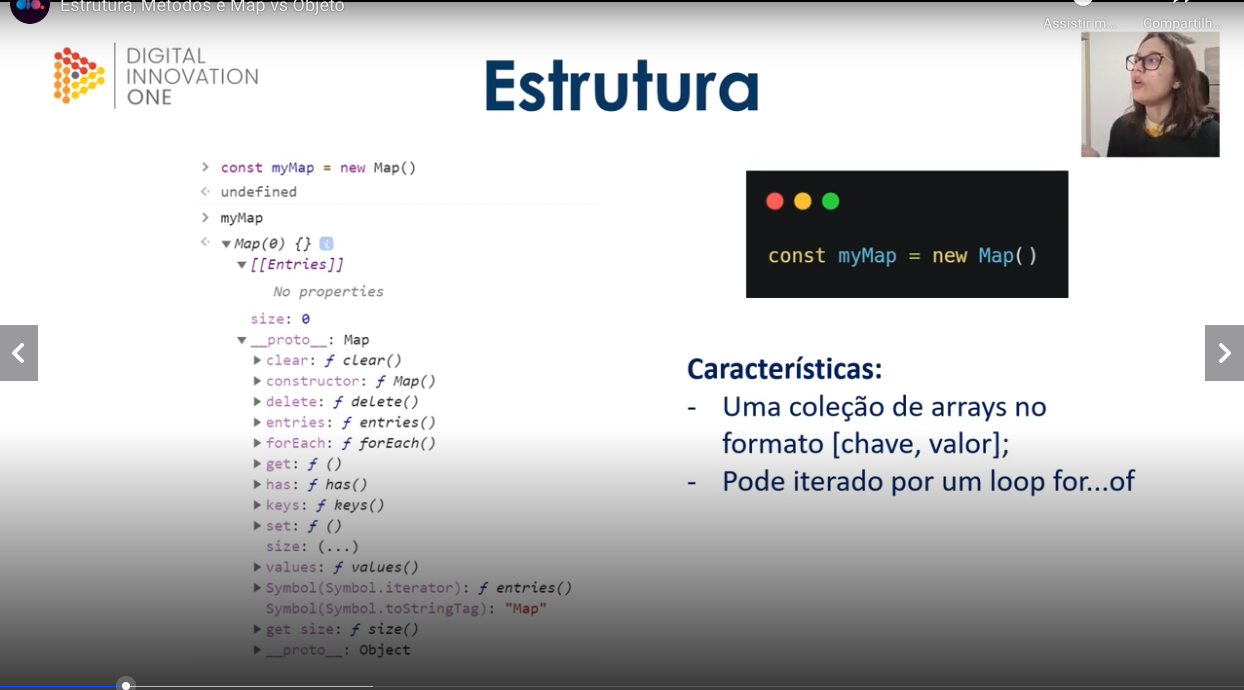 Estrutura, Métodos e Map vs Objeto
Assistir m...
Compartilh...
DIGITAL
INNOVATION
ONE
Estrutura
> const myMap = new Map()
undefined
> myMap
Map(0) {} i
[[Entries]]
No properties
size: 0
__proto__: Map
clear: ƒ clear()
constructor: ƒ Map()
delete: ƒ delete()
entries: ƒ entries()
forEach: ƒ forEach()
get: ƒ ()
has: ƒ has()
keys: ƒ keys()
set: ƒ ()
size: (...)
values: ƒ values()
Symbol(Symbol.iterator): ƒ entries()
Symbol(Symbol.toStringTag): "Map"
get size: ƒ size()
__proto__: Object
const myMap = new Map()
Características:
- Uma coleção de arrays no
formato [chave, valor];
- Pode iterado por um loop for...of